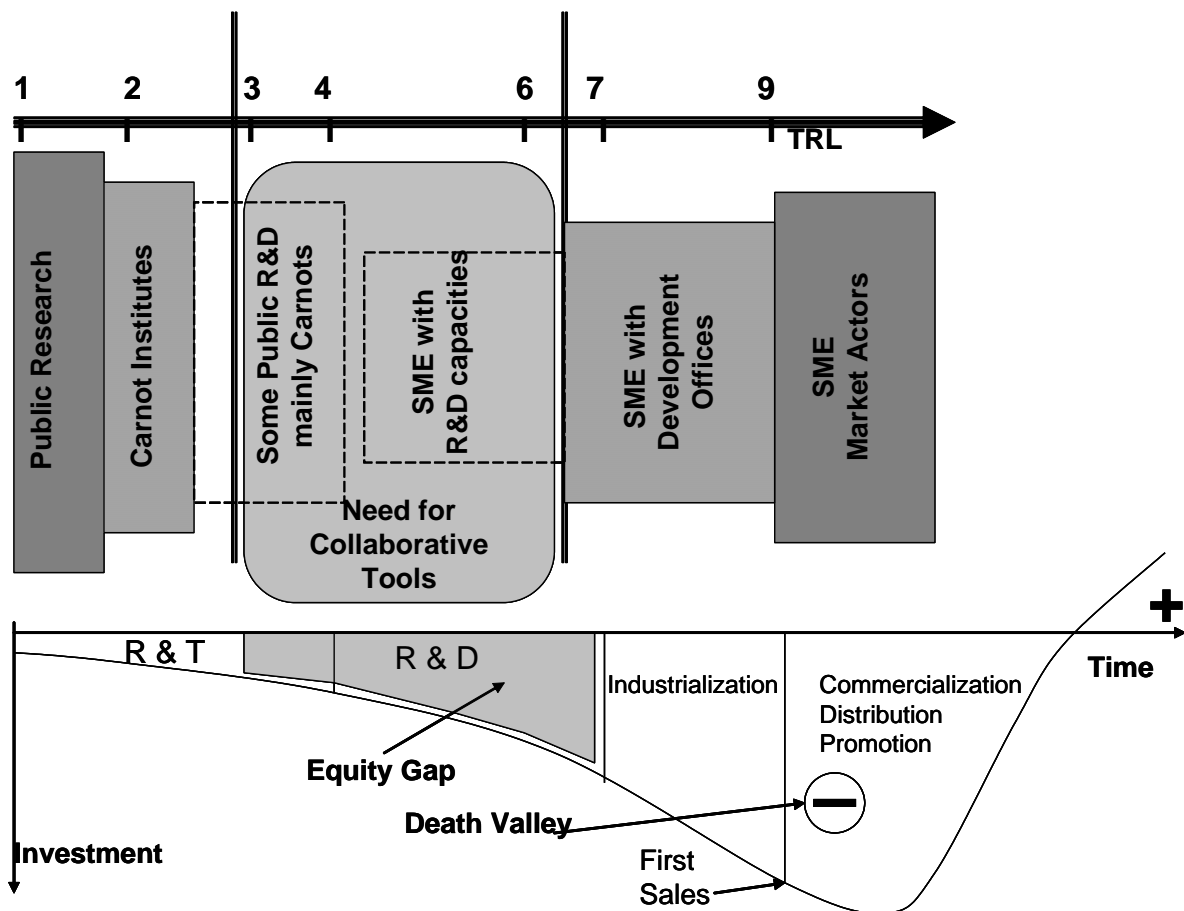 1 2 3 4 6 7 9
TRL
Public Research
Carnot Institutes
Some Public R&D
mainly Carnots
SME with
R&D capacities
Need for
Collaborative
Tools
SME with
Development
Offices
SME
Market Actors
+
R & T
R & D
Time
Industrialization
Commercialization
Distribution
Promotion
Equity Gap
Death Valley
Investment
First
Sales